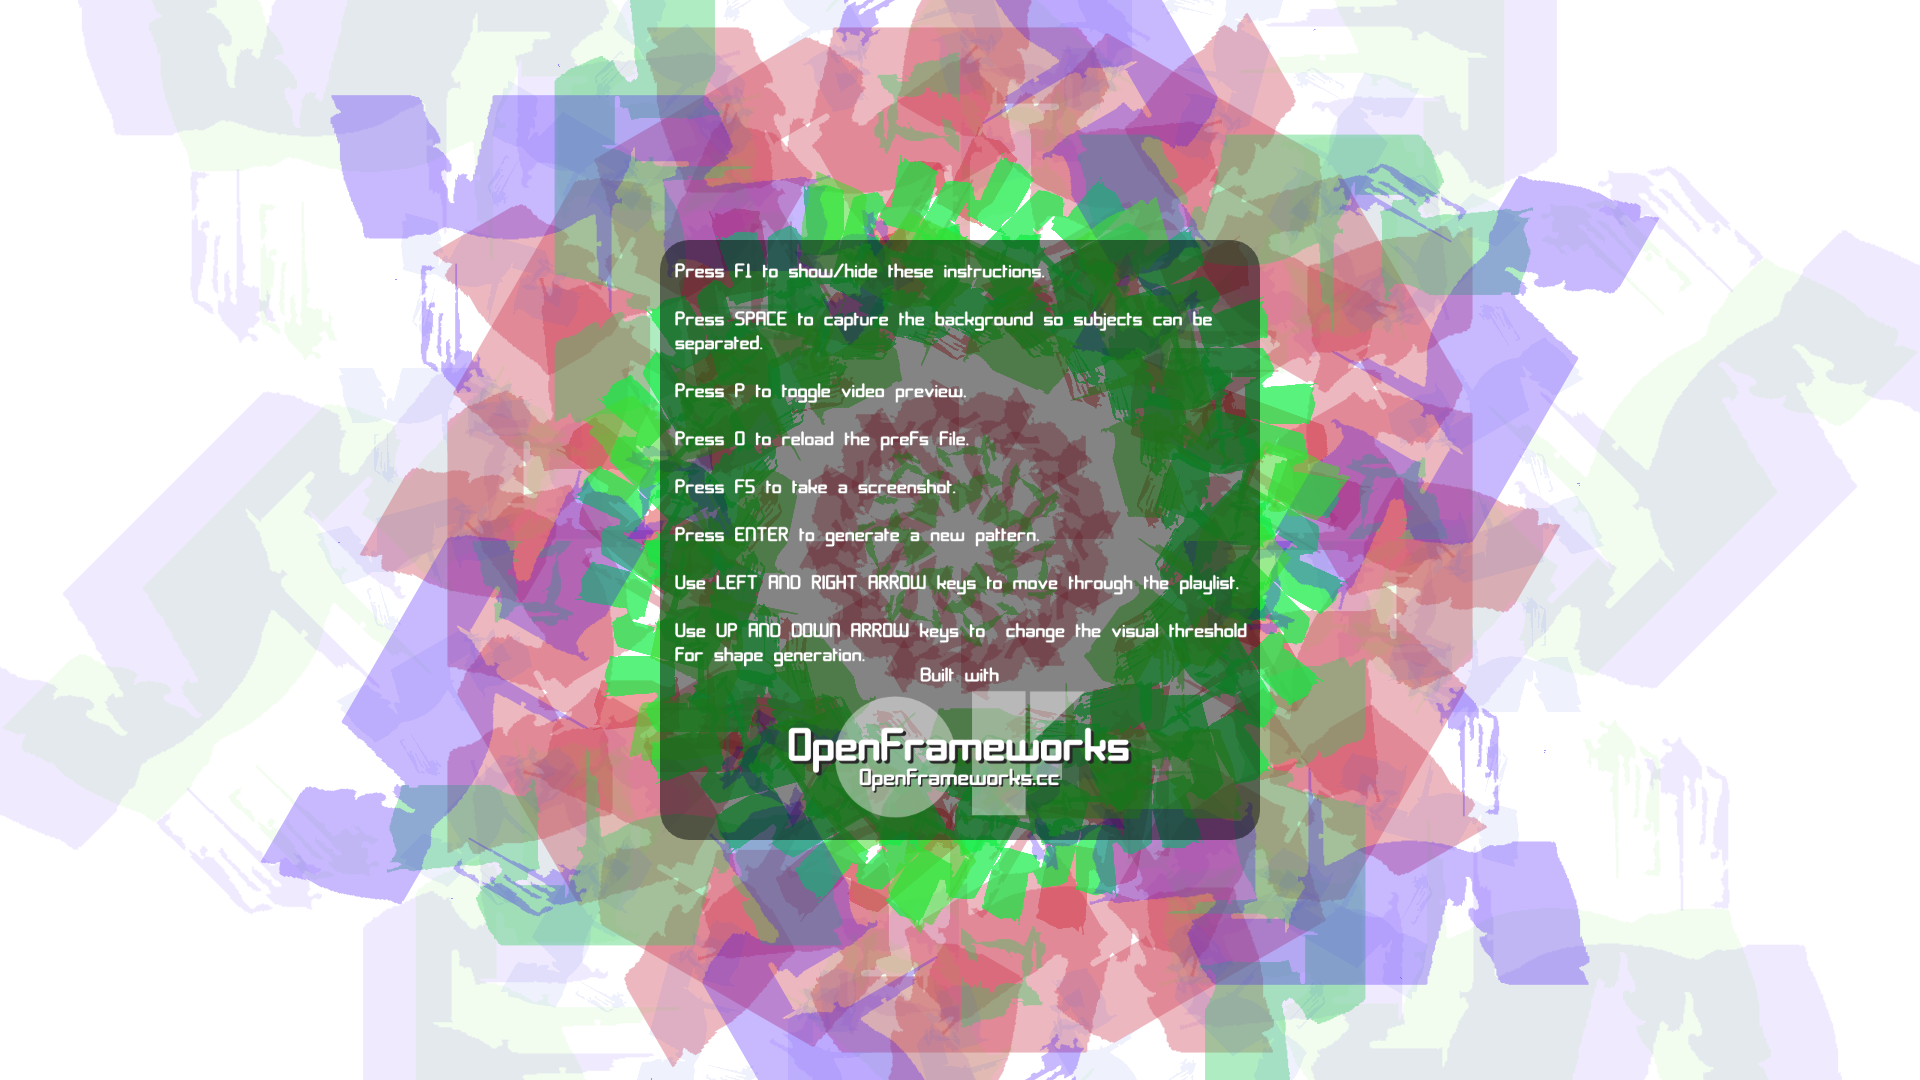 Press F1 to show/hide these instructions.
Press SPACE to capture the background so subjects can be
separated.
Press P to toggle video preview.
Press O to reload the prefs file.
Press F5 to take a screenshot.
Press ENTER to generate a new pattern.
Use LEFT AND RIGHT ARROW keys to move through the playlist.
Use UP AND DOWN ARROW keys to  change the visual threshold
for shape generation.
Built with
OpenFrameworks
OpenFrameworks.cc